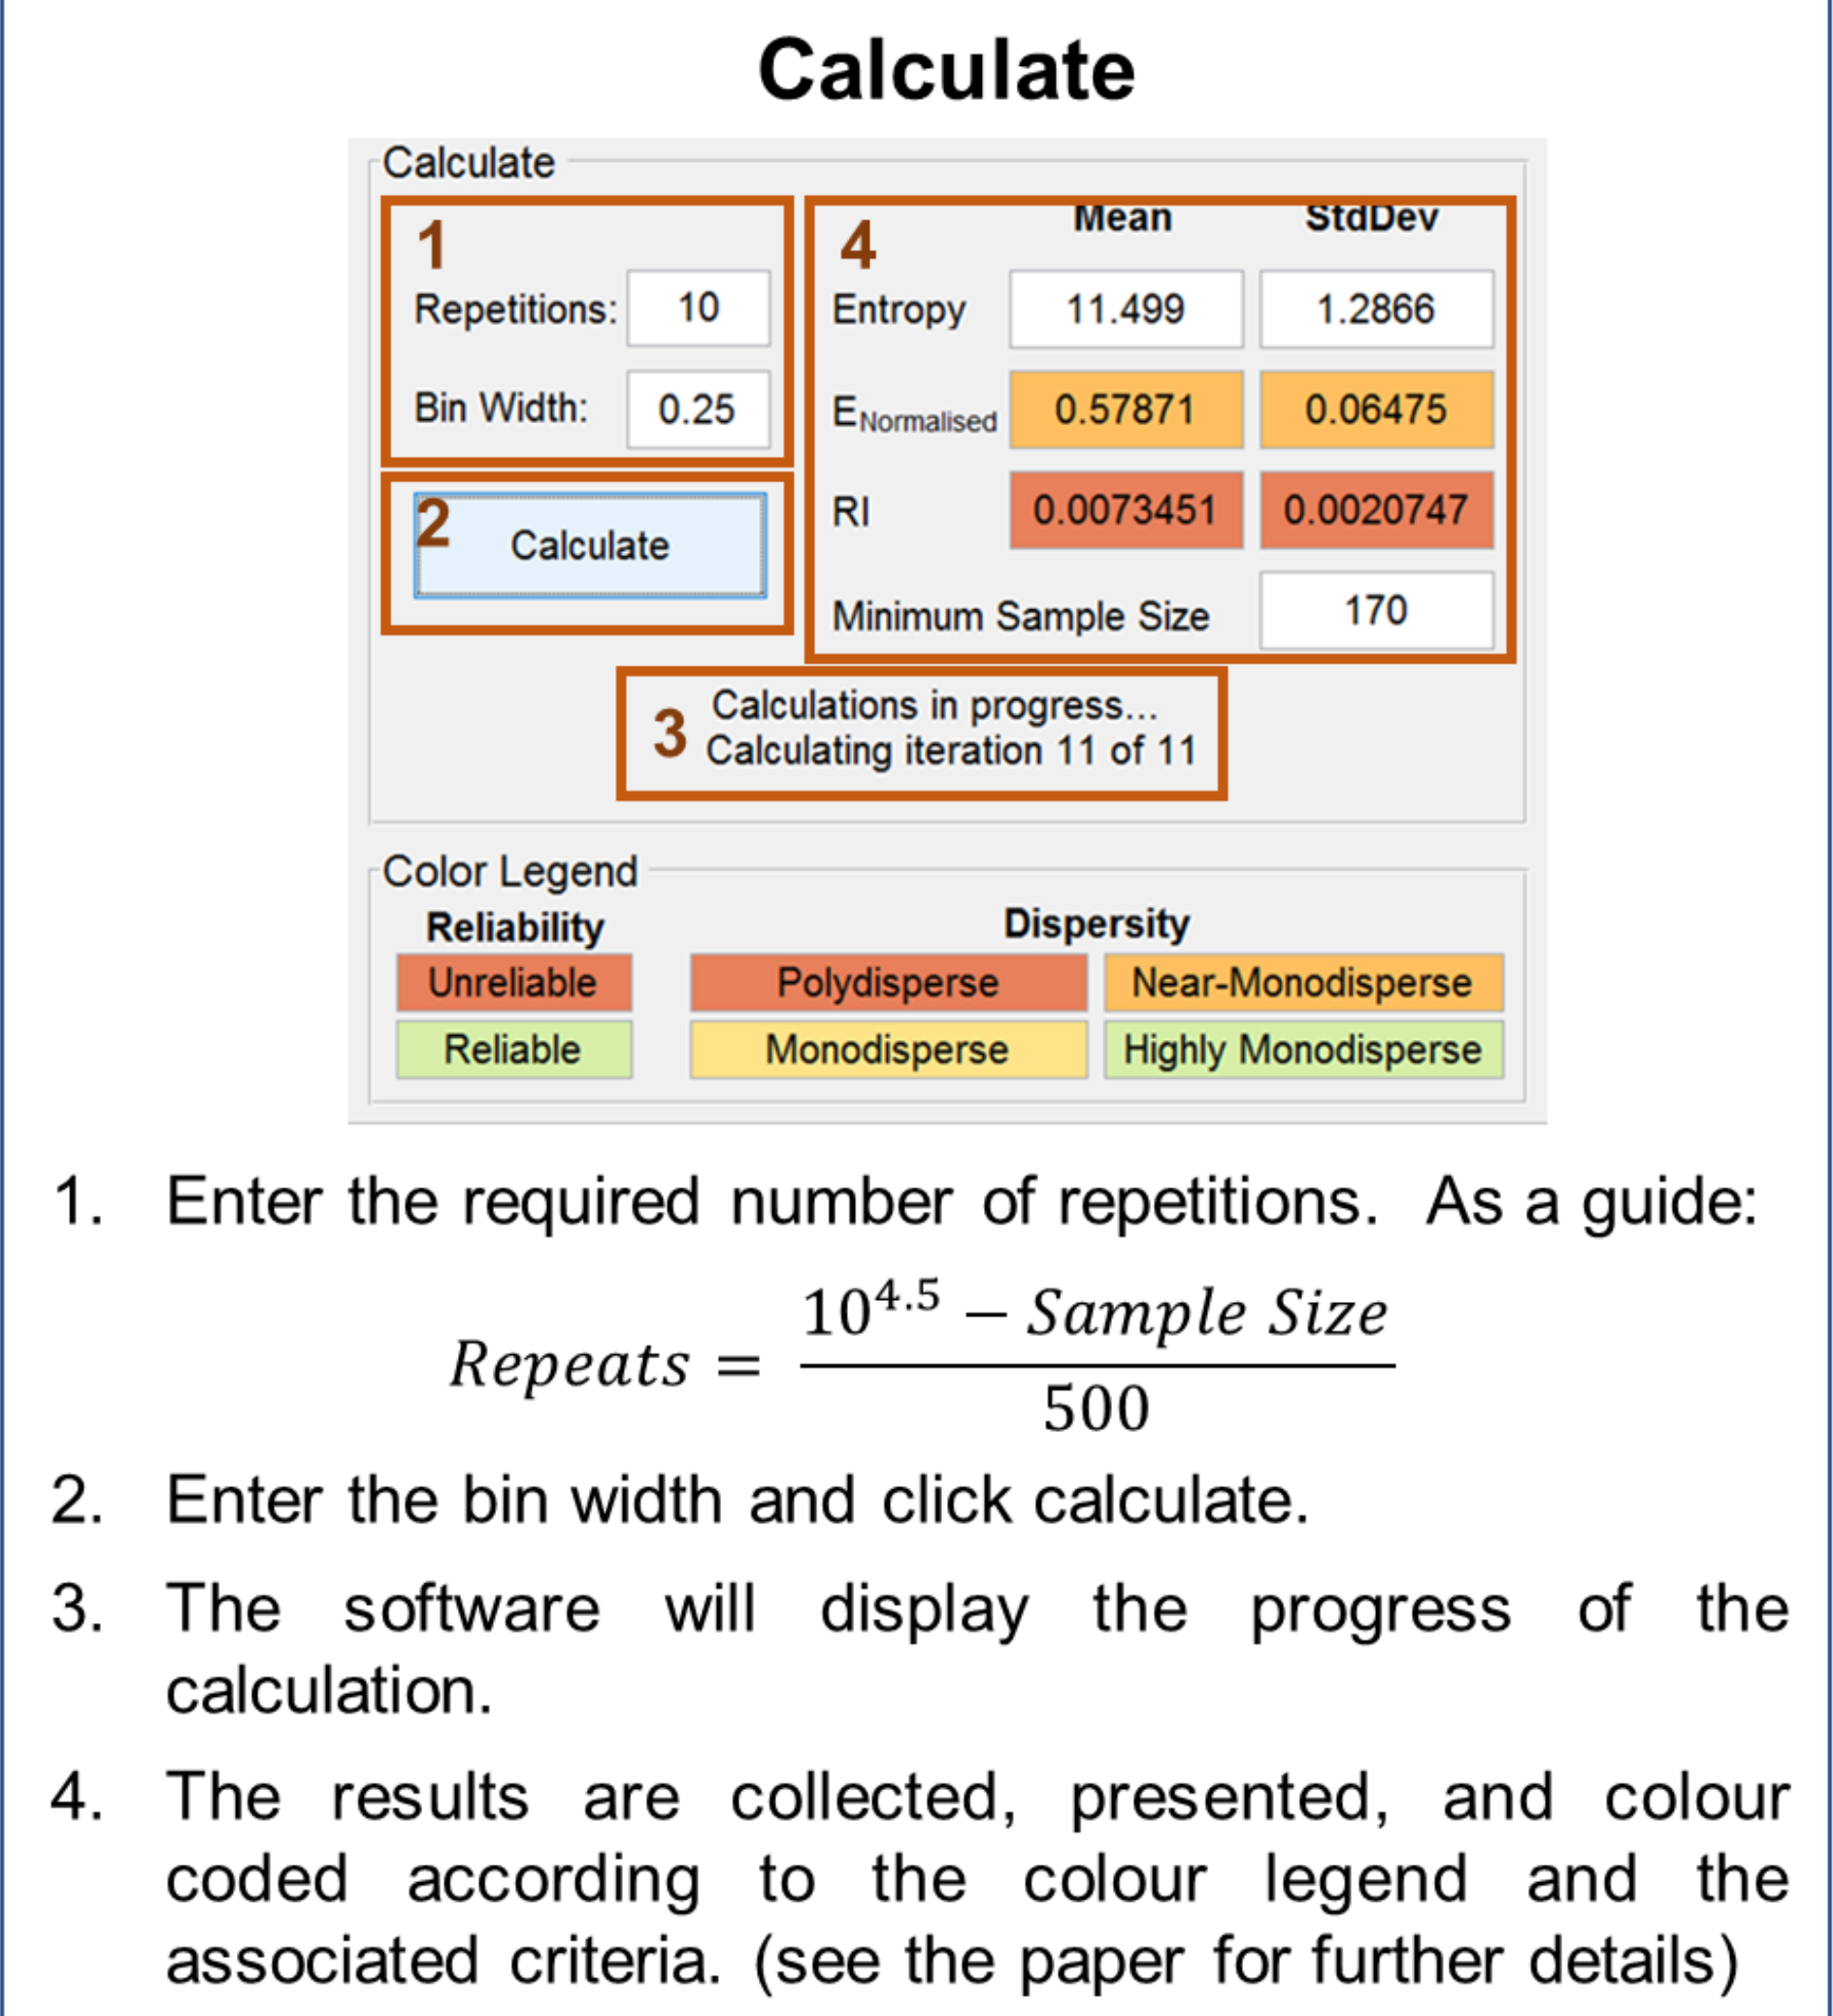 Calculate
Calculate
1
Repetitions: 10
Bin Width: 0.25
2
Calculate
4
Mean StdDev
Entropy 11.499 1.2866
E_Normalised 0.57871 0.06475
RI 0.0073451 0.0020747
Minimum Sample Size 170
3
Calculations in progress...
Calculating iteration 11 of 11
Color Legend
Reliability Dispersity
Unreliable Polydisperse Near-Monodisperse
Reliable Monodisperse Highly Monodisperse
1. Enter the required number of repetitions. As a guide:
Repeats = \frac{10^{4.5} − Sample Size}{500}
2. Enter the bin width and click calculate.
3. The software will display the progress of the
calculation.
4. The results are collected, presented, and colour
coded according to the colour legend and the
associated criteria. (see the paper for further details)